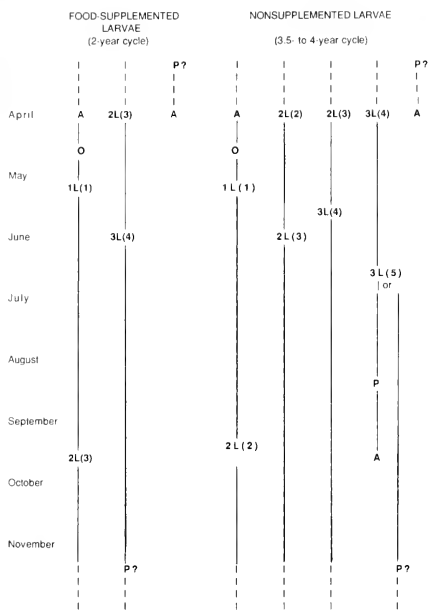 FOOD-SUPPLEMENTED NONSUPPLEMENTED LARVAE
LARVAE
(2-year cycle) (3.5- to 4-year cycle)
P? P?
April A 2L(3) A A 2L(2) 2L(3) 3L(4) A
O O
May
1L(1) 1L(1)
3L(4)
June 3L(4) 2L(3)
3L(5)
or
July
August
P
September
2L(2)
2L(3) A
October
November
P? P?